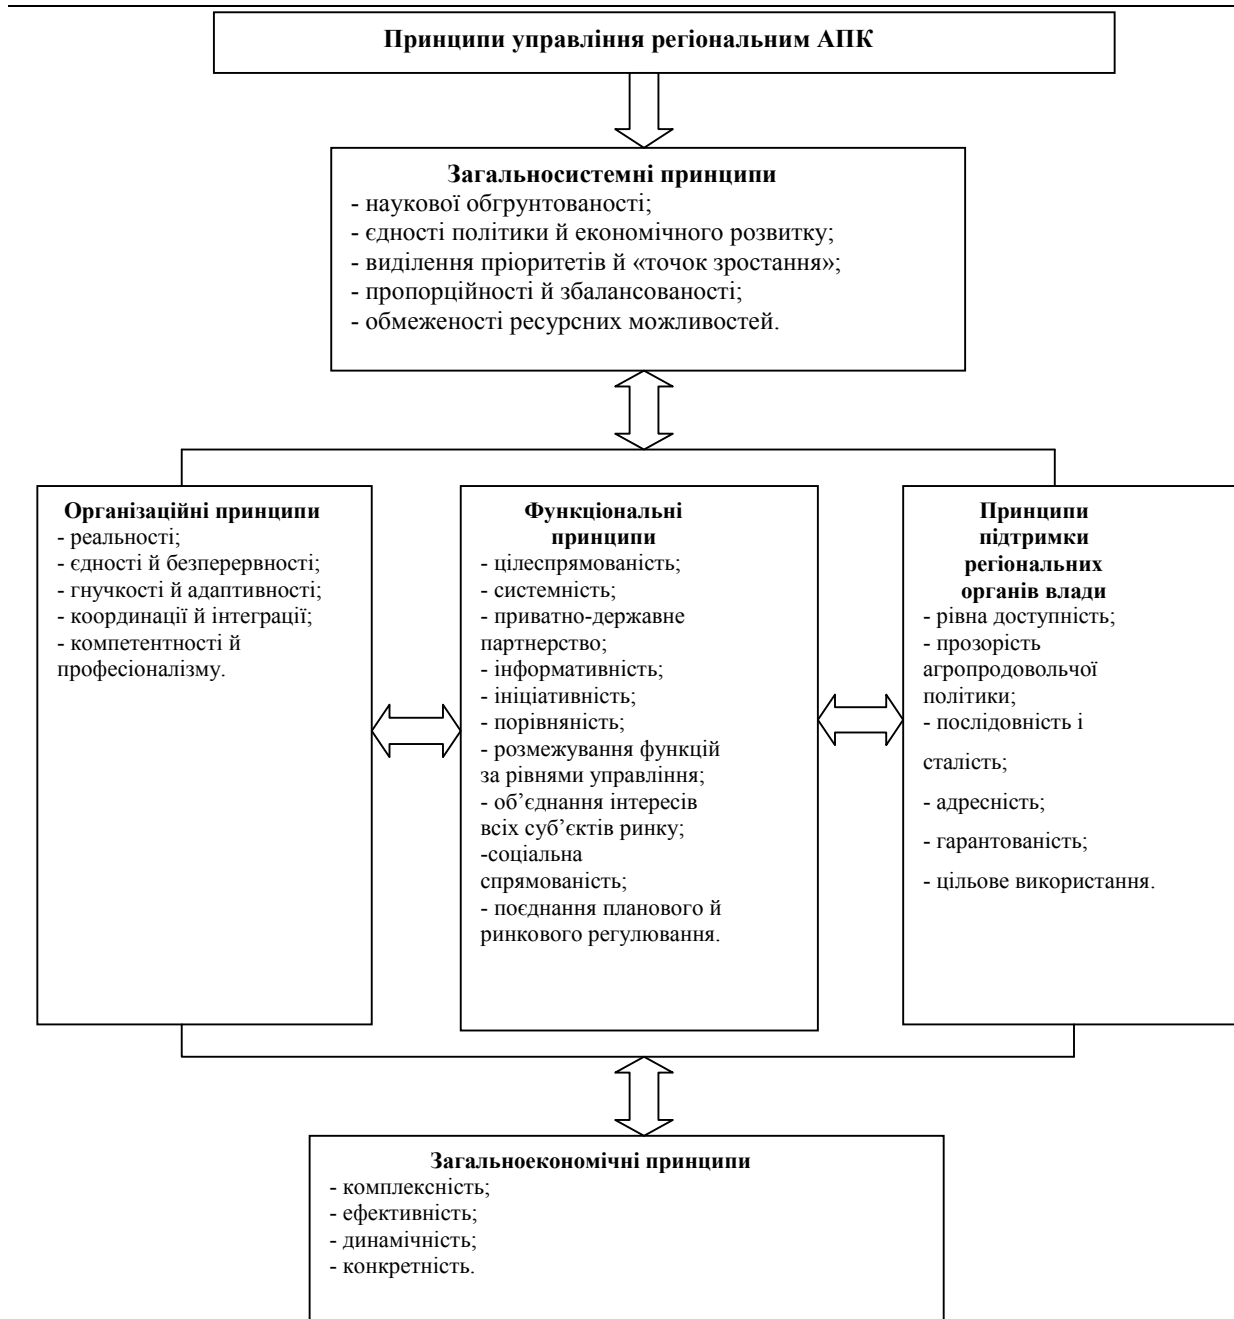 Принципи управління регіональним АПК
Загальносистемні принципи
- наукової обгрунтованості;
- єдності політики й економічного розвитку;
- виділення пріоритетів й «точок зростання»;
- пропорційності й збалансованості;
- обмеженості ресурсних можливостей.
Організаційні принципи
- реальності;
- єдності й безперервності;
- гнучкості й адаптивності;
- координації й інтеграції;
- компетентності й
професіоналізму.
Функціональні
принципи
- цілеспрямованість;
- системність;
- приватно-державне
партнерство;
- інформативність;
- ініціативність;
- порівняність;
- розмежування функцій
за рівнями управління;
- об’єднання інтересів
всіх суб’єктів ринку;
-соціальна
спрямованість;
- поєднання планового й
ринкового регулювання.
Принципи
підтримки
регіональних
органів влади
- рівна доступність;
- прозорість
агропродовольчої
політики;
- послідовність і
сталість;
- адресність;
- гарантованість;
- цільове використання.
Загальноекономічні принципи
- комплексність;
- ефективність;
- динамічність;
- конкретність.